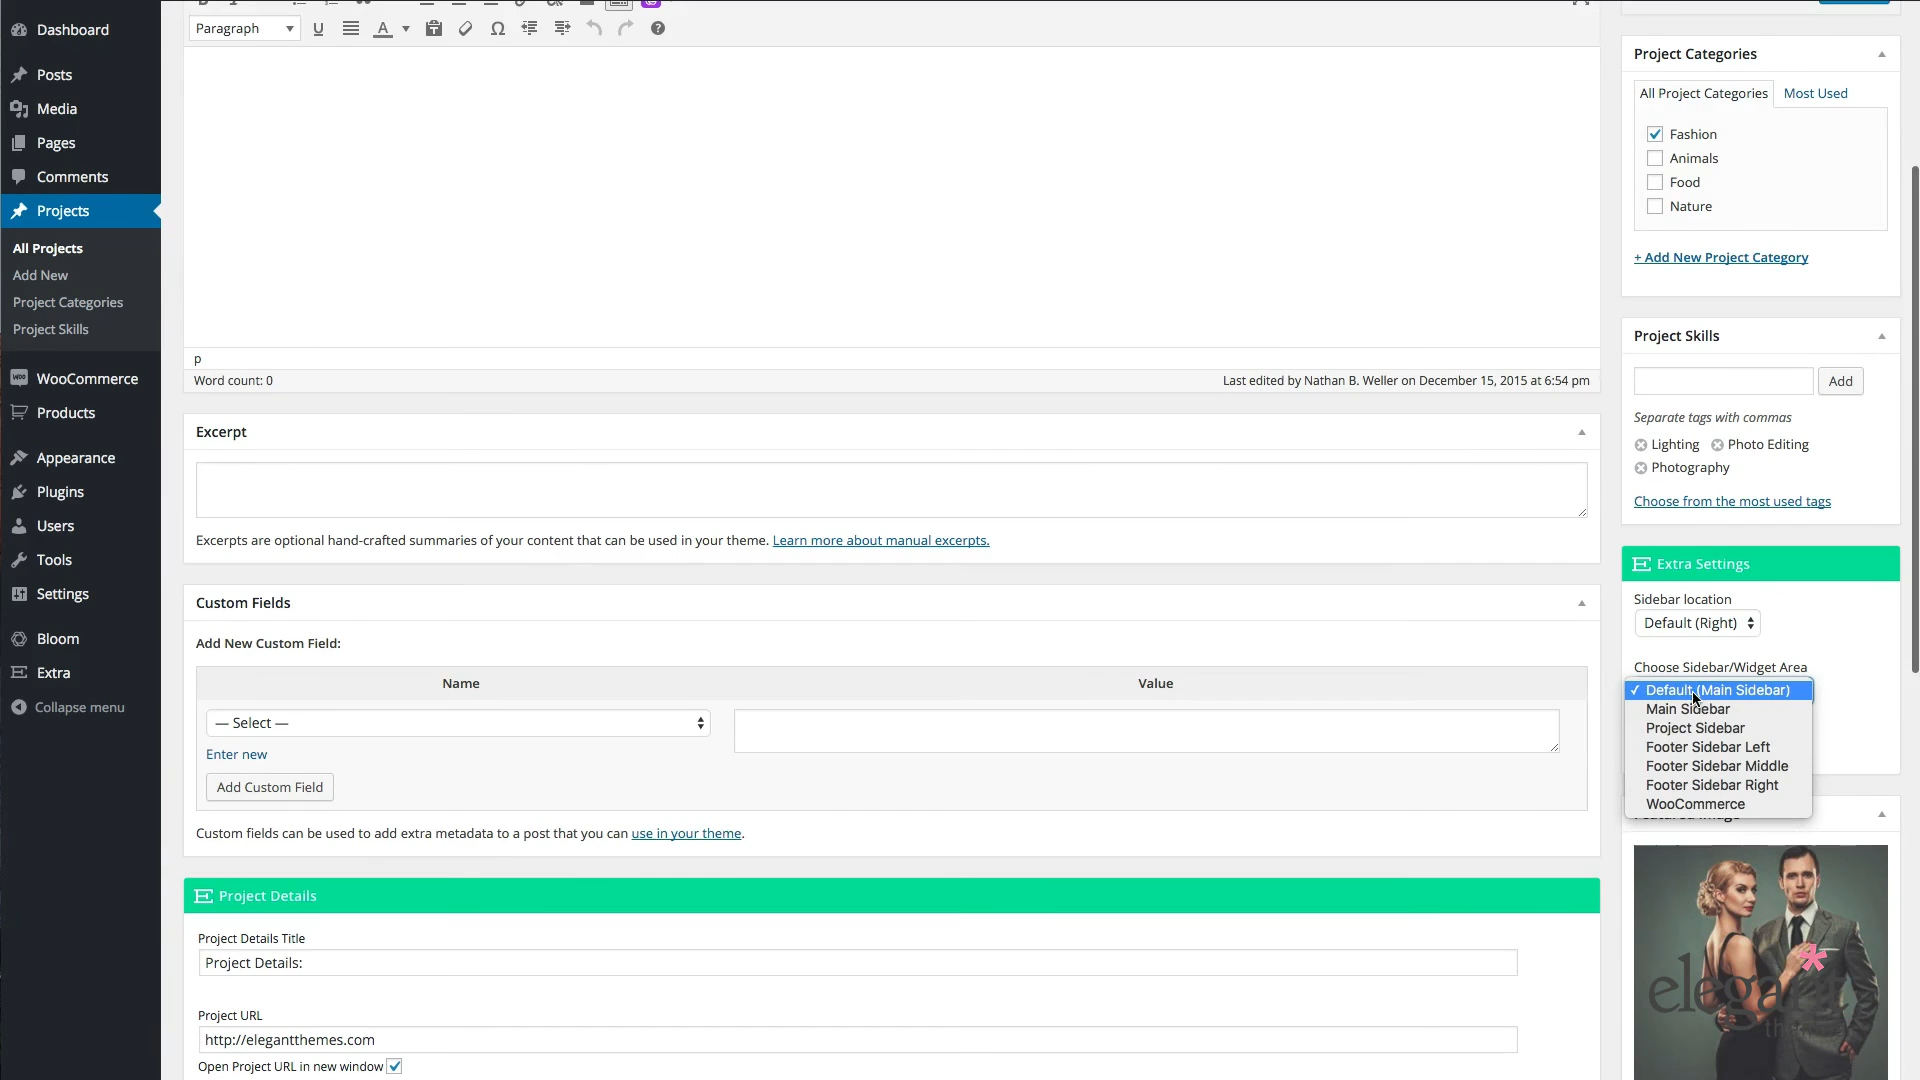 Dashboard
Posts
Media
Pages
Comments
Projects
All Projects
Add New
Project Categories
Project Skills
WooCommerce
Products
Appearance
Plugins
Users
Tools
Settings
Bloom
Extra
Collapse menu
Paragraph
p
Word count: 0
Last edited by Nathan B. Weller on December 15, 2015 at 6:54 pm
Excerpt
Excerpts are optional hand-crafted summaries of your content that can be used in your theme. Learn more about manual excerpts.
Custom Fields
Add New Custom Field:
Name Value
— Select —
Enter new
Add Custom Field
Custom fields can be used to add extra metadata to a post that you can use in your theme.
Project Details
Project Details Title
Project Details:
Project URL
http://elegantthemes.com
Open Project URL in new window
Project Categories
All Project Categories Most Used
Fashion
Animals
Food
Nature
+ Add New Project Category
Project Skills
Add
Separate tags with commas
Lighting Photo Editing
Photography
Choose from the most used tags
Extra Settings
Sidebar location
Default (Right)
Choose Sidebar/Widget Area
Default (Main Sidebar)
Main Sidebar
Project Sidebar
Footer Sidebar Left
Footer Sidebar Middle
Footer Sidebar Right
WooCommerce
elegant